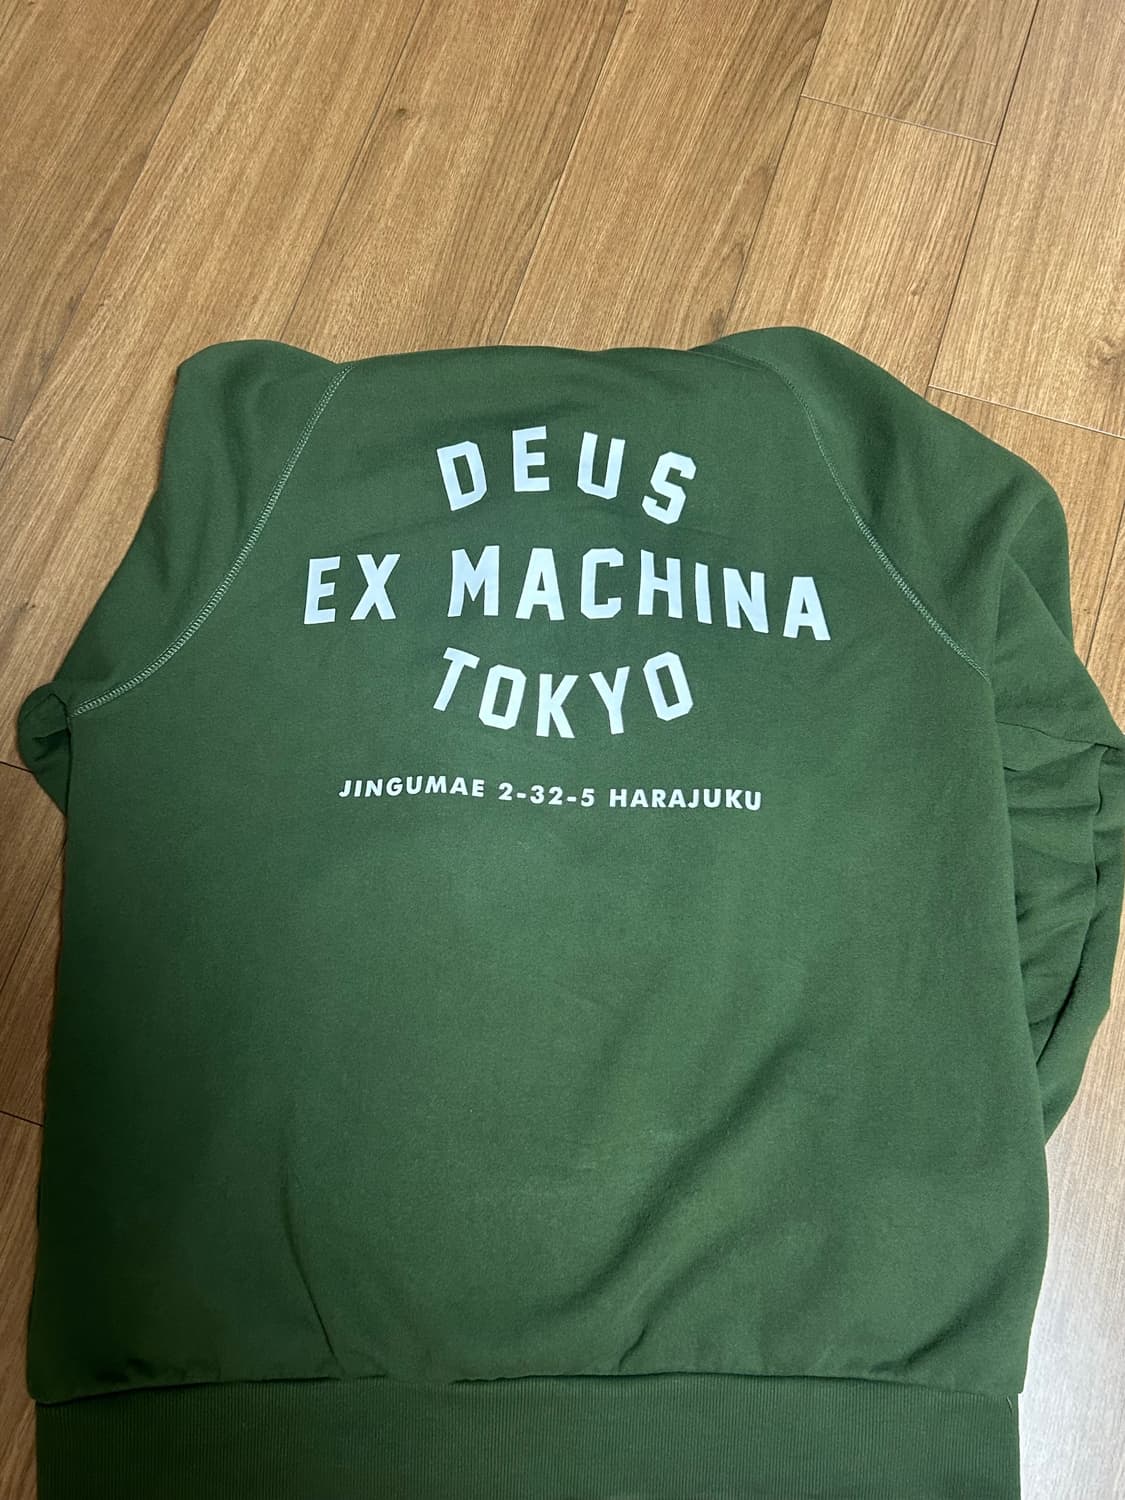 DEUS
EX MACHINA
TOKYO
JINGUMAE 2-32-5 HARAJUKU